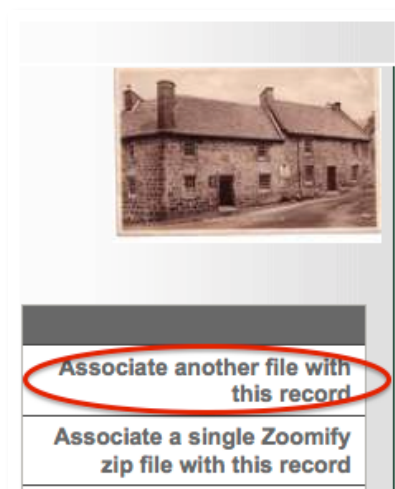 Associate another file with
this record
Associate a single Zoomify
zip file with this record